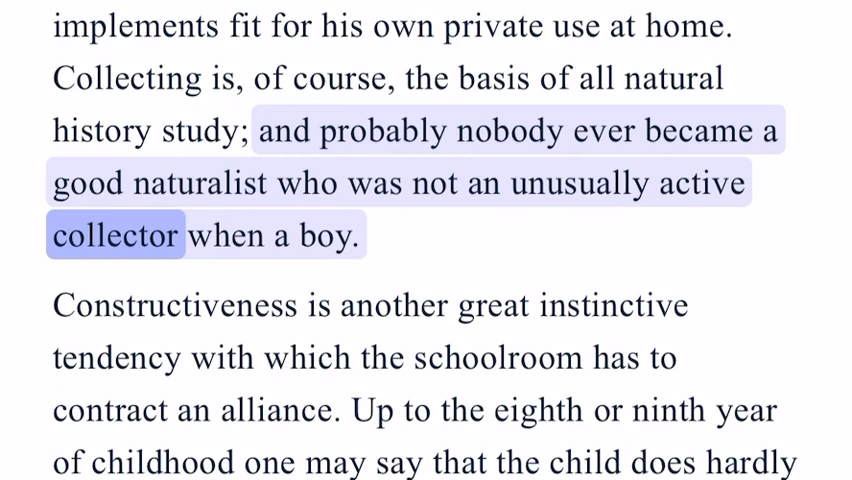 implements fit for his own private use at home.
Collecting is, of course, the basis of all natural
history study; and probably nobody ever became a
good naturalist who was not an unusually active
collector when a boy.
Constructiveness is another great instinctive
tendency with which the schoolroom has to
contract an alliance. Up to the eighth or ninth year
of childhood one may say that the child does hardly